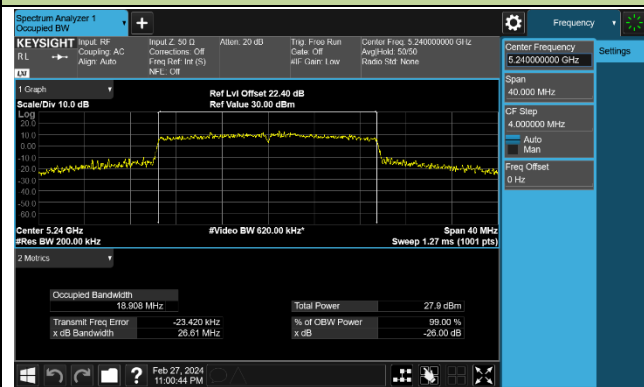 Spectrum Analyzer 1
Occupied BW
Frequency
KEYSIGHT
Input: RF
Coupling: AC
Align: Auto
Input Z: 50 Ω
Corrections: Off
Freq Ref: Int (S)
NFE: Off
Atten: 20 dB
Trig: Free Run
Gate: Off
#IF Gain: Low
Center Freq: 5.240000000 GHz
Avg|Hold: 50/50
Radio Std: None
RL
LXI
Center Frequency
5.240000000 GHz
Settings
Span
40.000 MHz
CF Step
4.000000 MHz
Auto
Man
Freq Offset
0 Hz
1 Graph
Scale/Div 10.0 dB
Ref Lvl Offset 22.40 dB
Ref Value 30.00 dBm
Log
20.0
10.0
0.00
-10.0
-20.0
-30.0
-40.0
-50.0
-60.0
Center 5.24 GHz
#Video BW 620.00 kHz*
Span 40 MHz
#Res BW 200.00 kHz
Sweep 1.27 ms (1001 pts)
2 Metrics
Occupied Bandwidth
18.908 MHz
Total Power
27.9 dBm
Transmit Freq Error
-23.420 kHz
% of OBW Power
99.00 %
x dB Bandwidth
26.61 MHz
x dB
-26.00 dB
?
Feb 27, 2024
11:00:44 PM